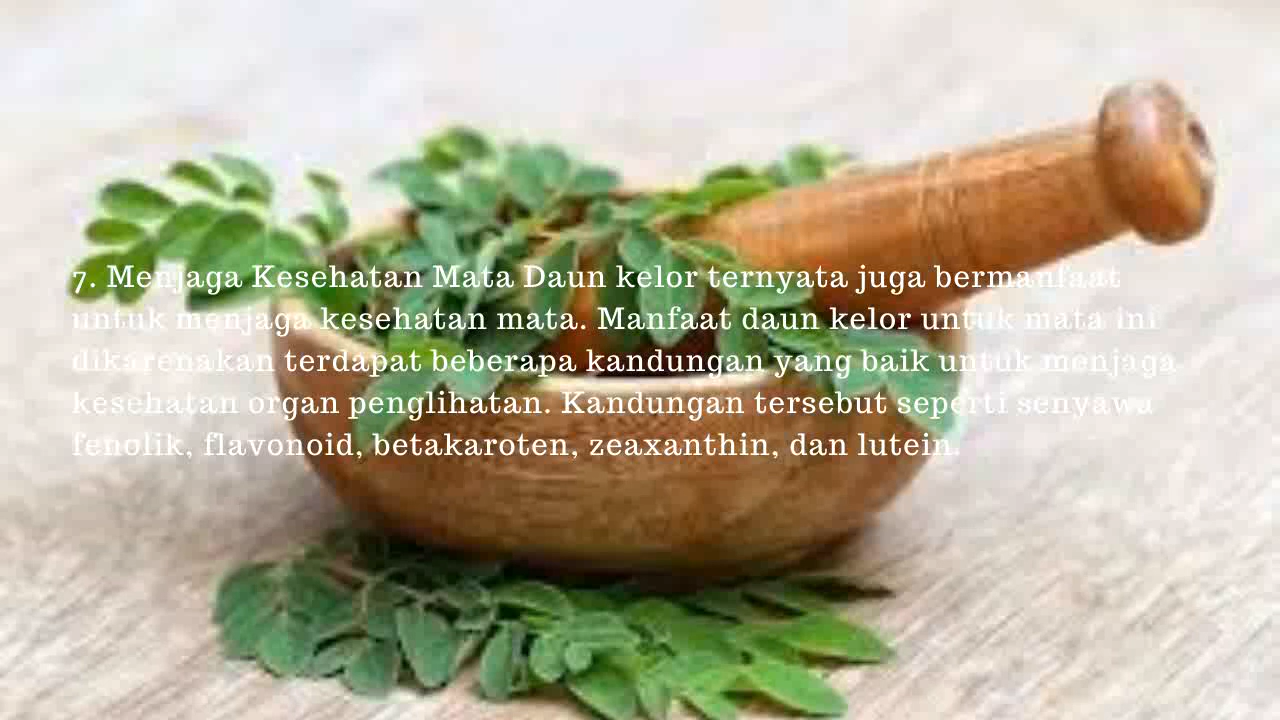 7. Menjaga Kesehatan Mata Daun kelor ternyata juga bermanfaat
untuk menjaga kesehatan mata. Manfaat daun kelor untuk mata ini
dikarenakan terdapat beberapa kandungan yang baik untuk menjaga
kesehatan organ penglihatan. Kandungan tersebut seperti senyawa
fenolik, flavonoid, betakaroten, zeaxanthin, dan lutein.